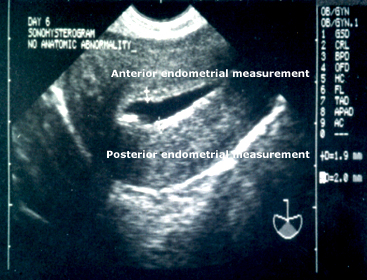 DAY 6
SONOHYSTEROGRAM
NO ANATOMIC ABNORMALITY_
Anterior endometrial measurement
Posterior endometrial measurement
OB/GYN
OB/GYN.1
1 GSD
2 CRL
3 BPD
4 OFD
5 MC
6 FL
7 TAD
8 APAD
9 AC
0 ---
+D=1.9 mm
D=2.0 mm